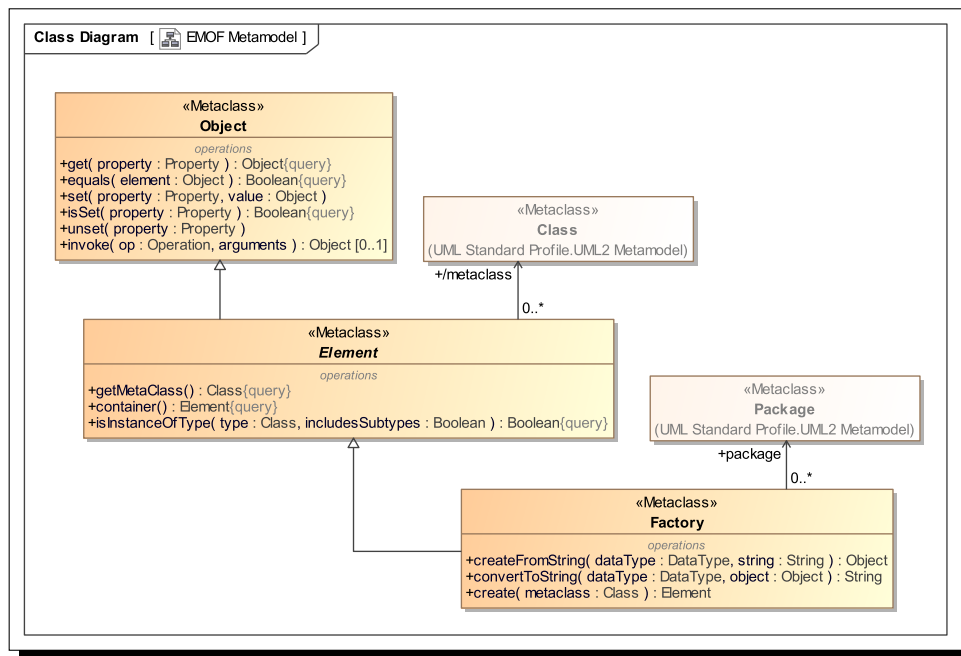 Class Diagram [ EMOF Metamodel ]
«Metaclass»
Object
operations
+get( property : Property ) : Object{query}
+equals( element : Object ) : Boolean{query}
+set( property : Property, value : Object )
+isSet( property : Property ) : Boolean{query}
+unset( property : Property )
+invoke( op : Operation, arguments ) : Object [0..1]
«Metaclass»
Class
(UML Standard Profile.UML2 Metamodel)
+/metaclass
0..*
«Metaclass»
Element
operations
+getMetaClass() : Class{query}
+container() : Element{query}
+isInstanceOfType( type : Class, includesSubtypes : Boolean ) : Boolean{query}
«Metaclass»
Package
(UML Standard Profile.UML2 Metamodel)
+package
0..*
«Metaclass»
Factory
operations
+createFromString( dataType : DataType, string : String ) : Object
+convertToString( dataType : DataType, object : Object ) : String
+create( metaclass : Class ) : Element